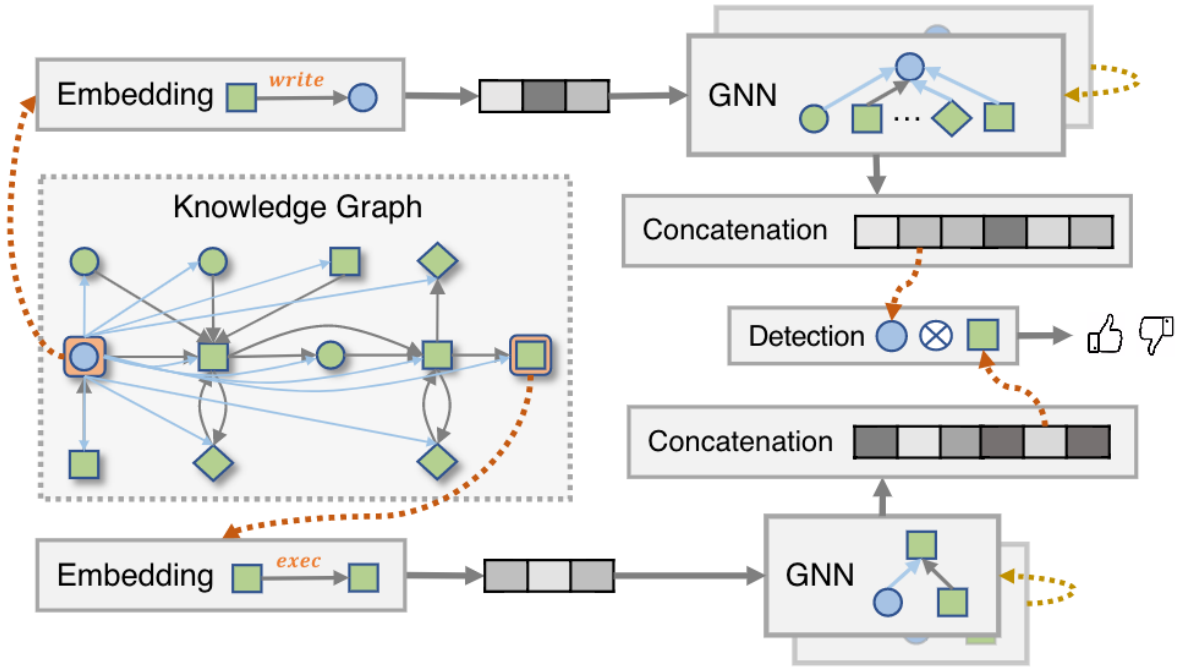 Embedding
write
GNN
...
Knowledge Graph
Concatenation
Detection
Concatenation
Embedding
exec
GNN